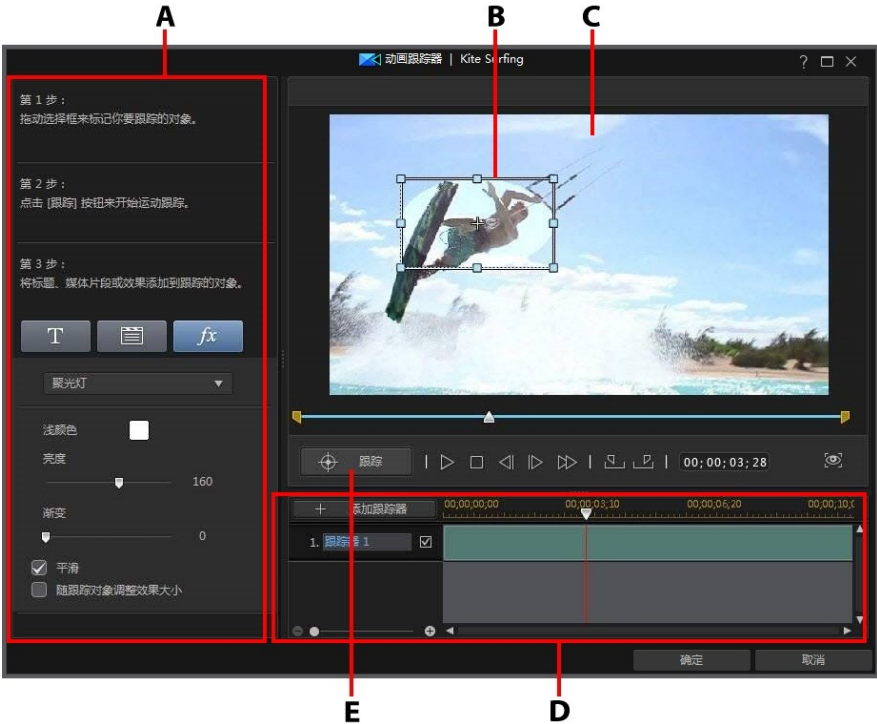 A
B
C
动画跟踪器 | Kite Surfing
?
第 1 步：
拖动选择框来标记你要跟踪的对象。
第 2 步：
点击 [跟踪] 按钮来开始运动跟踪。
第 3 步：
将标题、媒体片段或效果添加到跟踪的对象。
T
fx
聚光灯
浅颜色
亮度
160
渐变
0
平滑
随跟踪对象调整效果大小
跟踪
00;00;03;28
添加跟踪器
00;00;00;00
00;00;03;10
00;00;06;20
1. 跟踪器 1
确定
取消
E
D